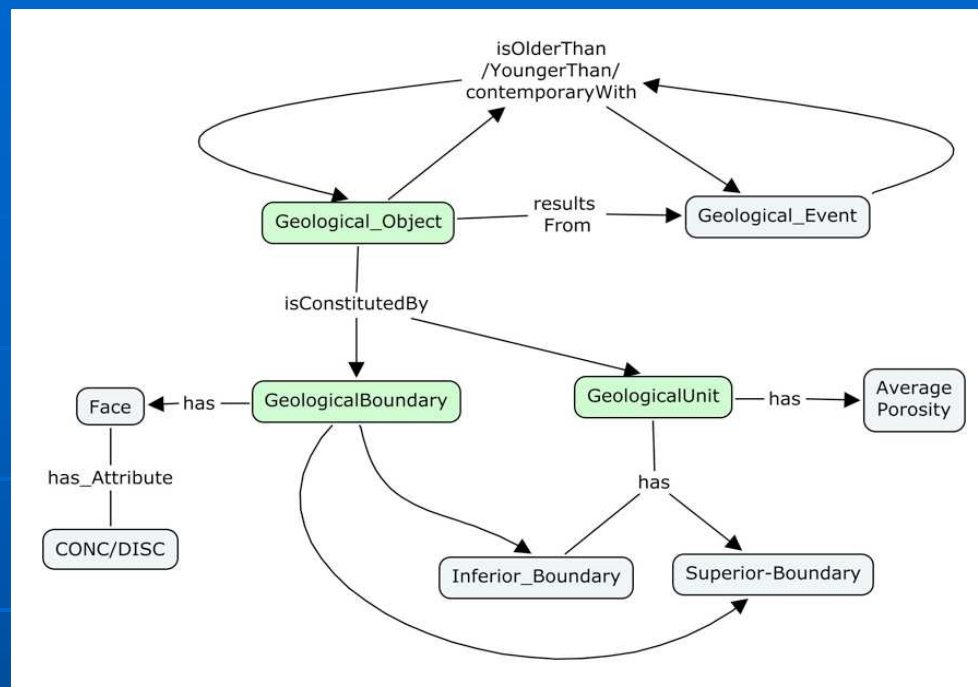 isOlderThan
/YoungerThan/
contemporaryWith
Geological_Object
results
From
Geological_Event
isConstitutedBy
Face
has
GeologicalBoundary
GeologicalUnit
has
Average
Porosity
has_Attribute
has
CONC/DISC
Inferior_Boundary
Superior-Boundary